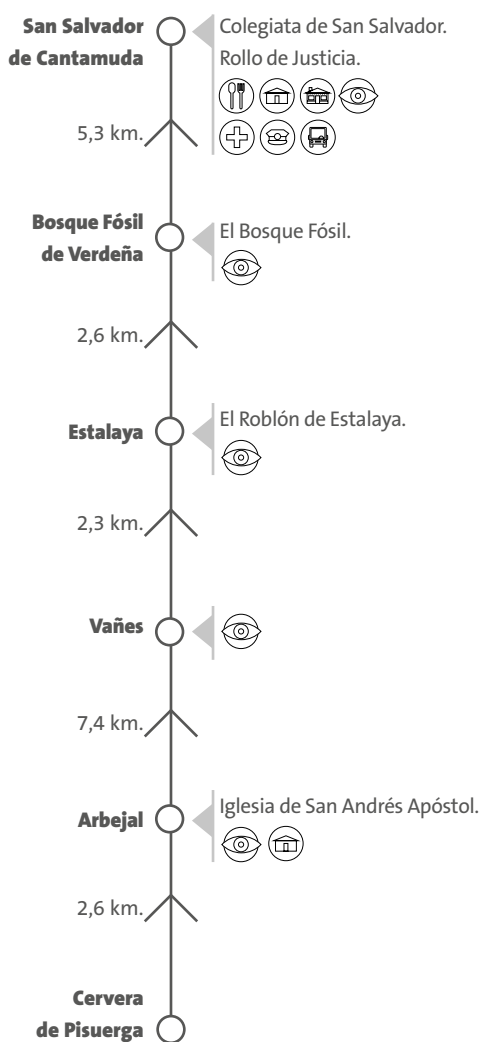 San Salvador
de Cantamuda
Colegiata de San Salvador.
Rollo de Justicia.
5,3 km.
Bosque Fósil
de Verdeña
El Bosque Fósil.
2,6 km.
Estalaya
El Roblón de Estalaya.
2,3 km.
Vañes
7,4 km.
Arbejal
Iglesia de San Andrés Apóstol.
2,6 km.
Cervera
de Pisuerga